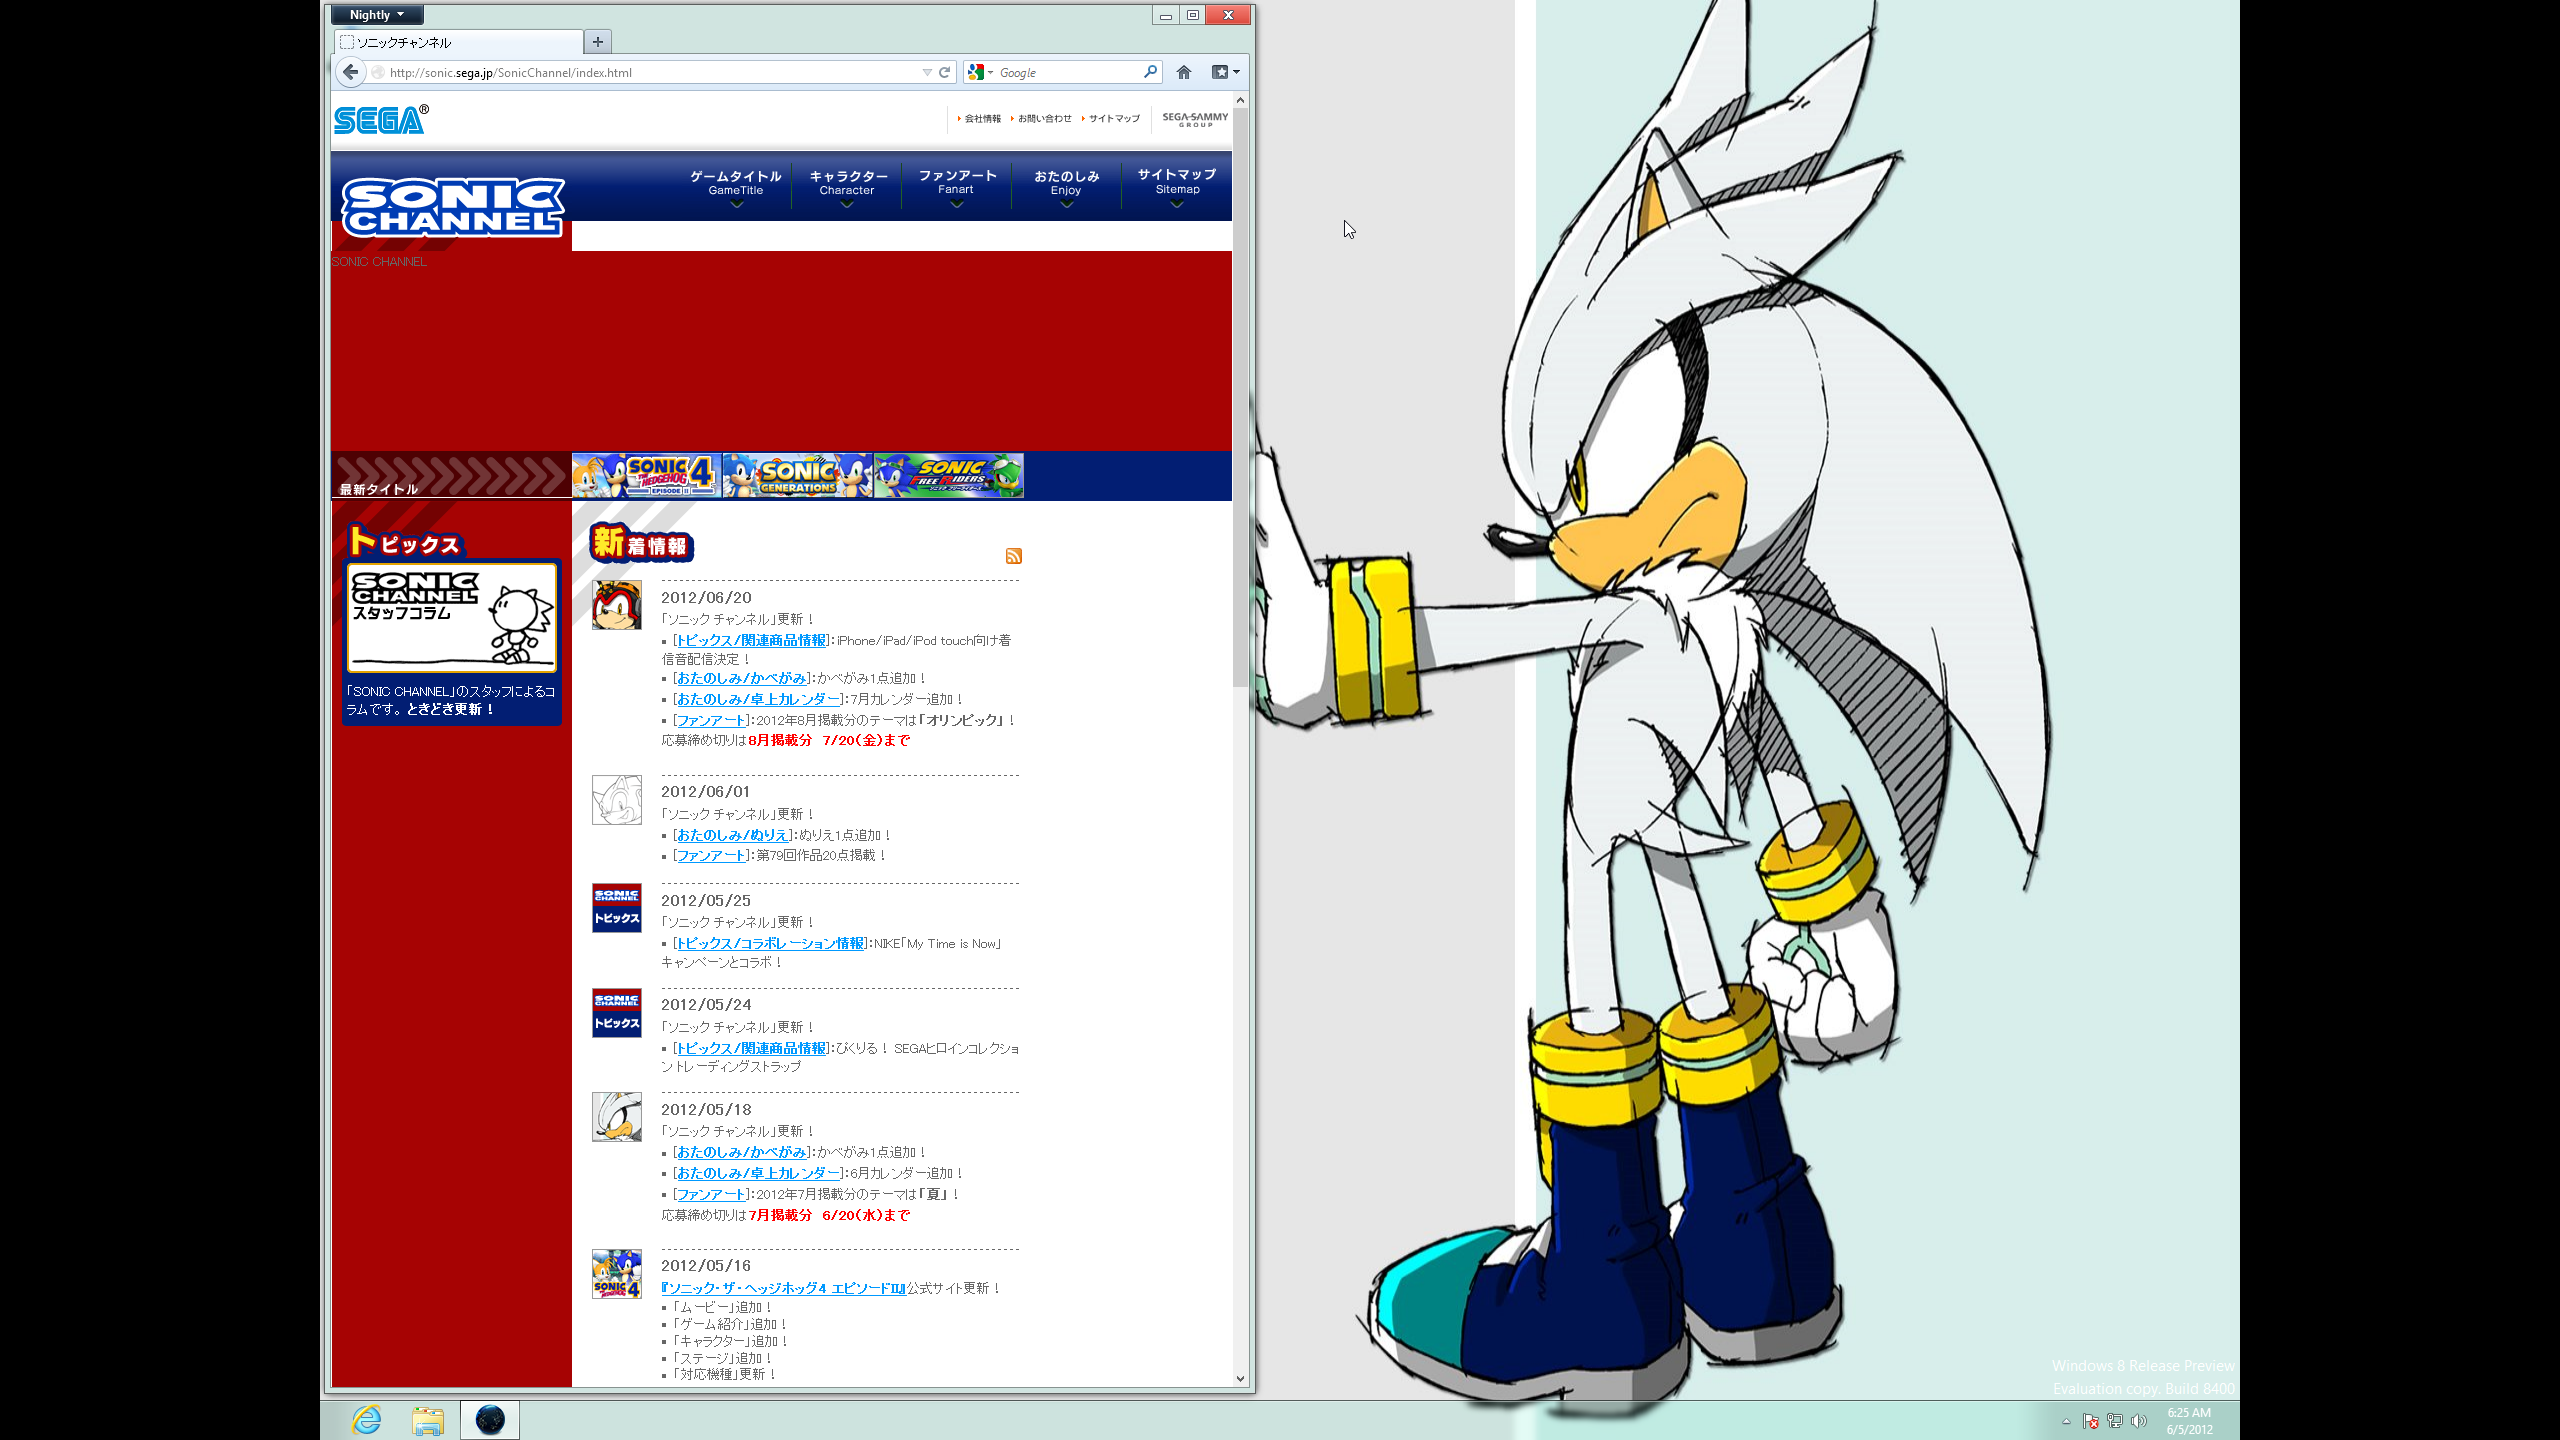 Nightly
ソニックチャンネル
http://sonic.sega.jp/SonicChannel/index.html
Google
SEGA®
会社情報
お問い合わせ
サイトマップ
SEGA-SAMMY
GROUP
SONIC
CHANNEL
ゲームタイトル
GameTitle
キャラクター
Character
ファンアート
Fanart
おたのしみ
Enjoy
サイトマップ
Sitemap
SONIC CHANNEL
最新タイトル
SONIC
THE HEDGEHOG
4
EPISODE II
SONIC
GENERATIONS
SONIC
FREE RIDERS
トピックス
SONIC
CHANNEL
スタッフコラム
「SONIC CHANNEL」のスタッフによるコ
ラムです。ときどき更新！
新着情報
2012/06/20
「ソニック チャンネル」更新！
[トピックス/関連商品情報]：iPhone/iPad/iPod touch向け着
信音配信決定！
[おたのしみ/かべがみ]：かべがみ1点追加！
[おたのしみ/卓上カレンダー]：7月カレンダー追加！
[ファンアート]：2012年8月掲載分のテーマは「オリンピック」！
応募締め切りは8月掲載分　7/20(金)まで
2012/06/01
「ソニック チャンネル」更新！
[おたのしみ/ぬりえ]：ぬりえ1点追加！
[ファンアート]：第79回作品20点掲載！
SONIC
CHANNEL
トピックス
2012/05/25
「ソニック チャンネル」更新！
[トピックス/コラボレーション情報]：NIKE「My Time is Now」
キャンペーンとコラボ！
SONIC
CHANNEL
トピックス
2012/05/24
「ソニック チャンネル」更新！
[トピックス/関連商品情報]：ぴくりる！ SEGAヒロインコレクショ
ン トレーディングストラップ
2012/05/18
「ソニック チャンネル」更新！
[おたのしみ/かべがみ]：かべがみ1点追加！
[おたのしみ/卓上カレンダー]：6月カレンダー追加！
[ファンアート]：2012年7月掲載分のテーマは「夏」！
応募締め切りは7月掲載分　6/20(水)まで
SONIC
4
2012/05/16
『ソニック・ザ・ヘッジホッグ4 エピソードII』公式サイト更新！
「ムービー」追加！
「ゲーム紹介」追加！
「キャラクター」追加！
「ステージ」追加！
「対応機種」更新！
Windows 8 Release Preview
Evaluation copy. Build 8400
6:25 AM
6/5/2012